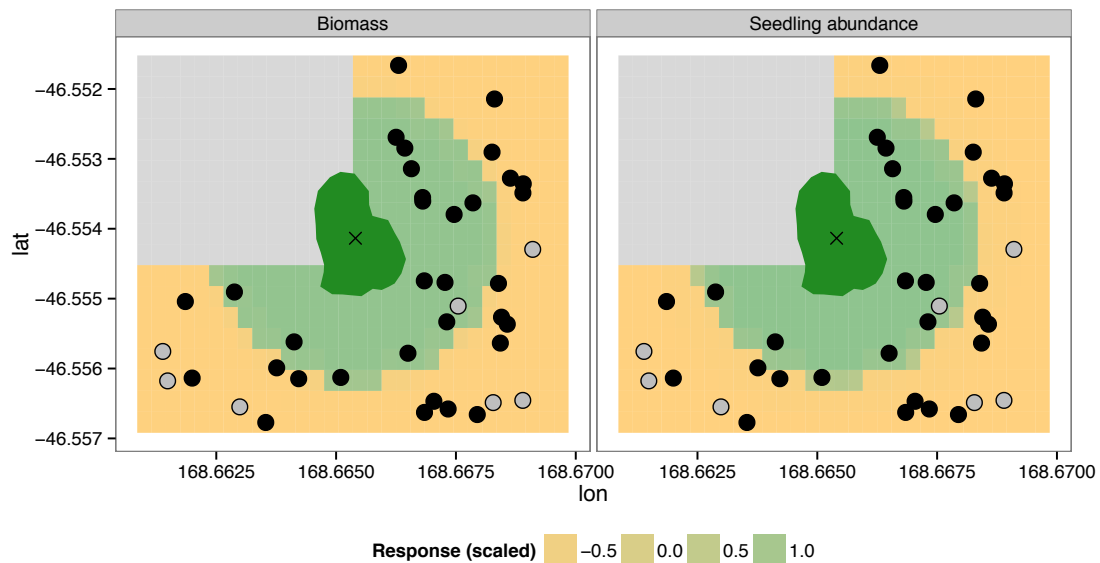 Biomass Seedling abundance
−46.552
−46.553
−46.554
−46.555
−46.556
−46.557
lat
168.6625 168.6650 168.6675 168.6700 168.6625 168.6650 168.6675 168.6700
lon
Response (scaled) −0.5 0.0 0.5 1.0